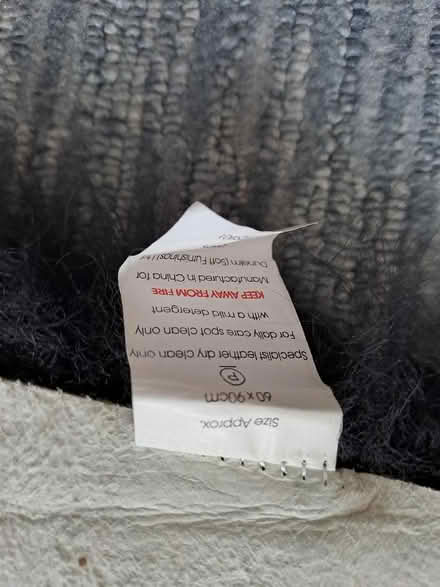 Size Approx.
60 x 90cm
P
Specialist leather dry clean only
For daily care spot clean only
with a mild detergent
KEEP AWAY FROM FIRE
Manufactured in China for
Dunelm (Soft Furnishings)